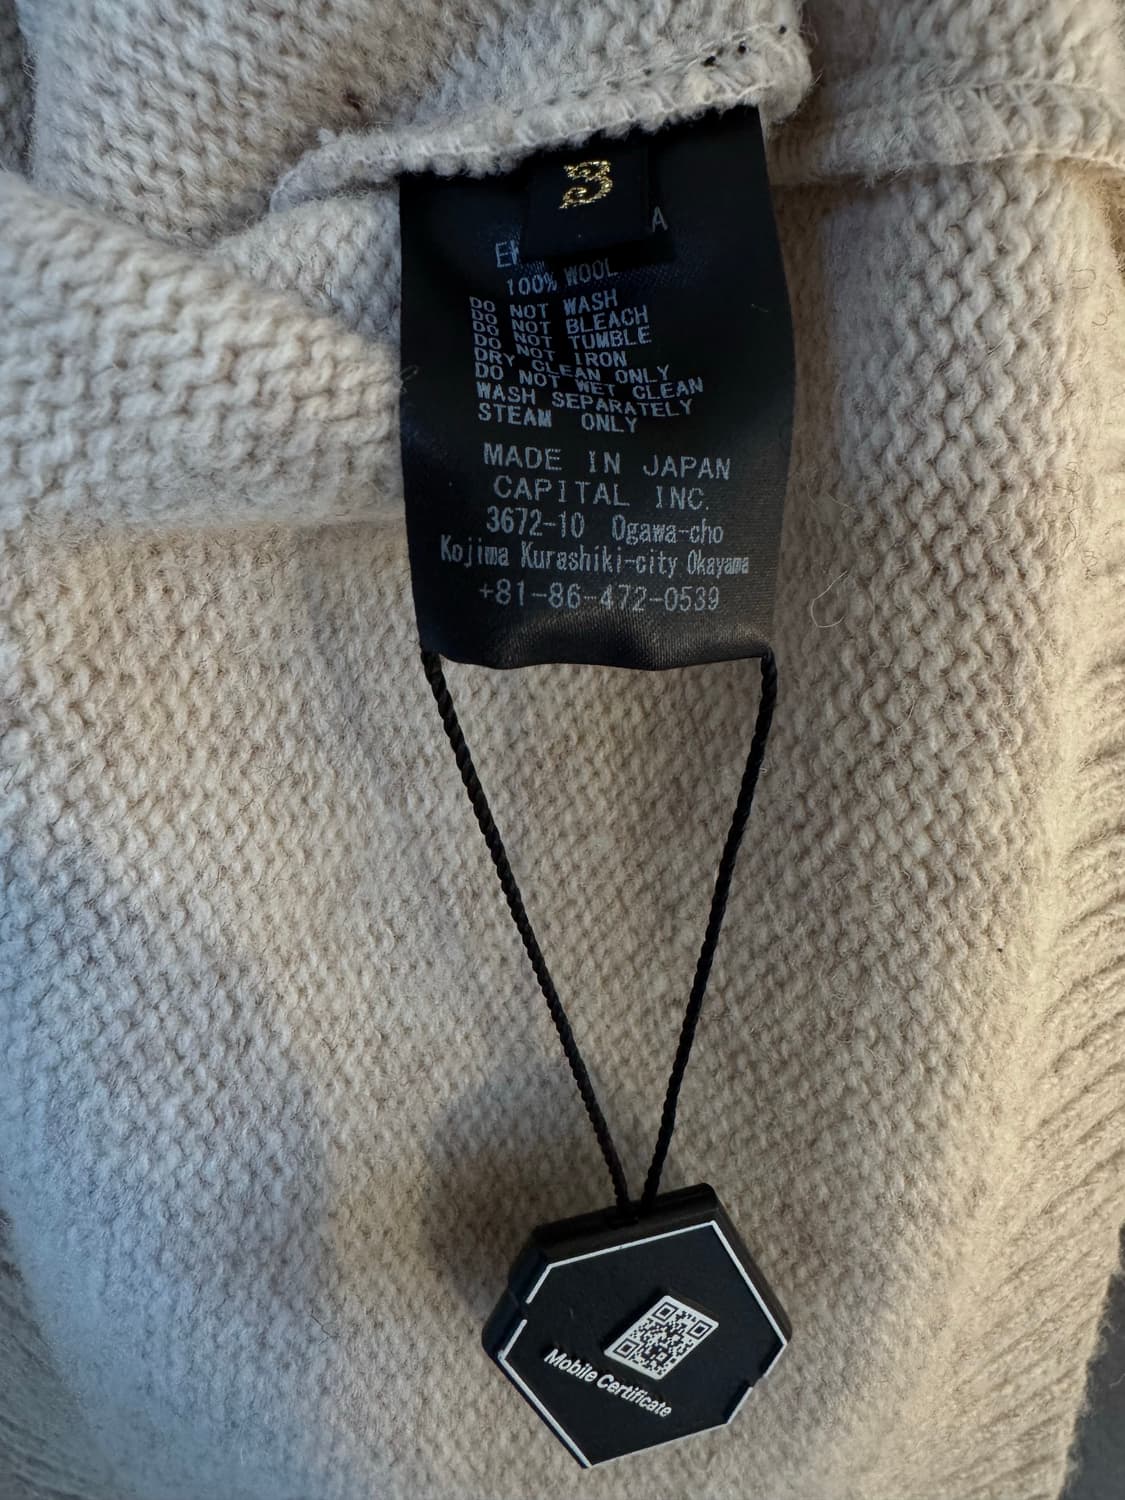 3
100% WOOL
DO NOT WASH
DO NOT BLEACH
DO NOT TUMBLE
DO NOT IRON
DRY CLEAN ONLY
DO NOT WET CLEAN
WASH SEPARATELY
STEAM ONLY
MADE IN JAPAN
CAPITAL INC.
3672-10 Ogawa-cho
Kojima Kurashiki-city Okayama
+81-86-472-0539
Mobile Certificate